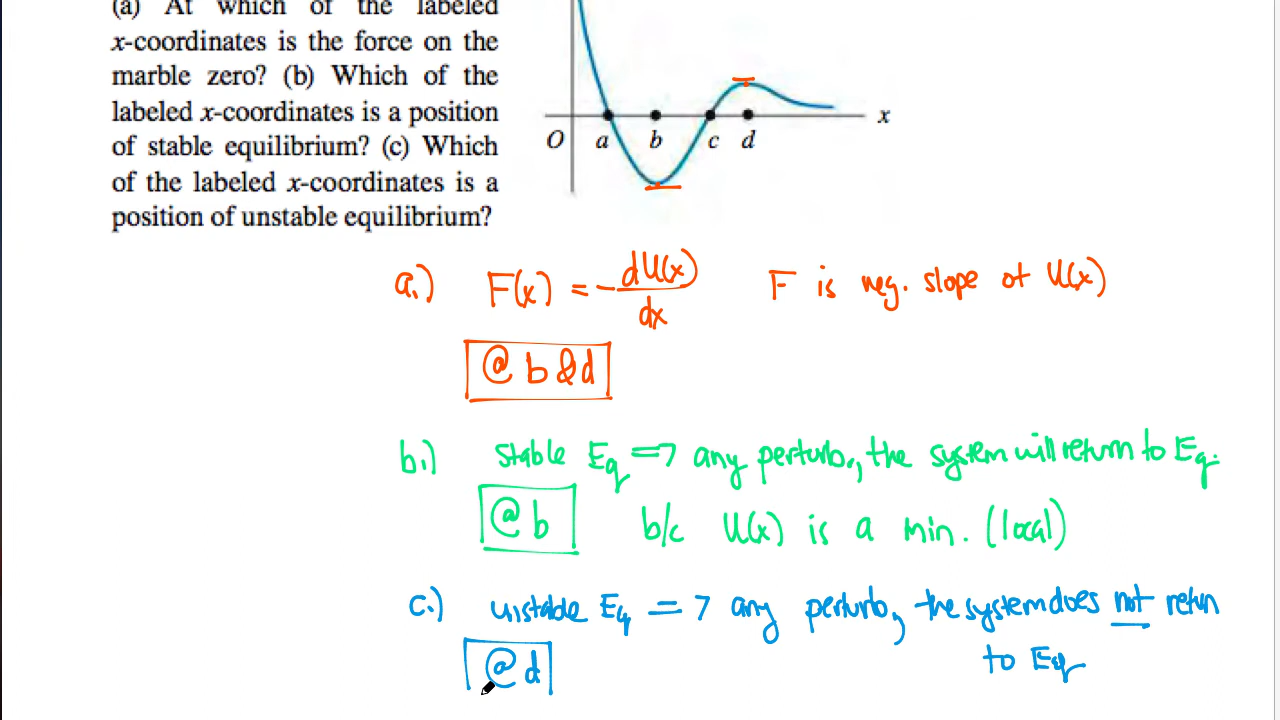 (a) At which of the labeled
x-coordinates is the force on the
marble zero? (b) Which of the
labeled x-coordinates is a position
of stable equilibrium? (c) Which
of the labeled x-coordinates is a
position of unstable equilibrium?
O a b c d x
a.) F(x) = - dU(x)/dx F is neg. slope of U(x)
@ b & d
b.) stable Eq => any perturb., the system will return to Eq.
@ b b/c U(x) is a min. (local)
c.) unstable Eq => any perturb, the system does not return
to Eq
@ d